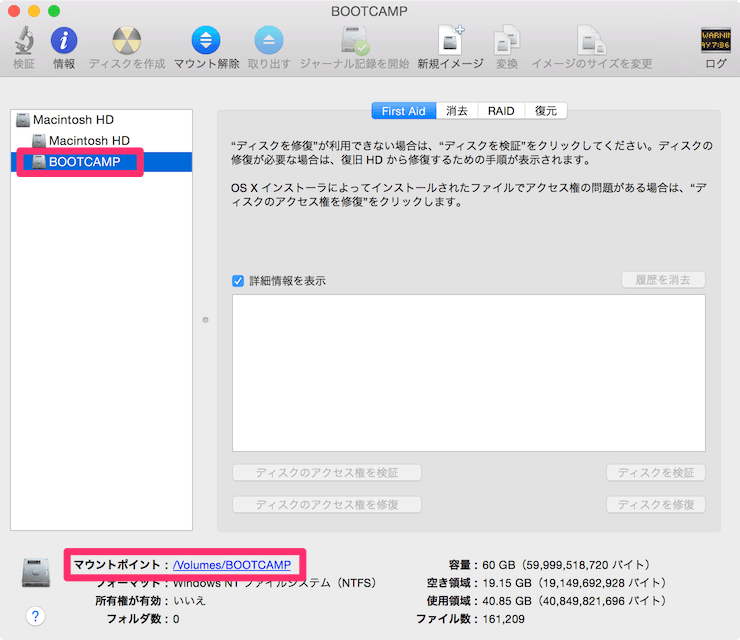 BOOTCAMP
検証 情報 ディスクを作成 マウント解除 取り出す ジャーナル記録を開始 新規イメージ 変換 イメージのサイズを変更 ログ
WARNIN
AY 7:36
Macintosh HD
Macintosh HD
BOOTCAMP
First Aid 消去 RAID 復元
“ディスクを修復”が利用できない場合は、“ディスクを検証”をクリックしてください。ディスクの
修復が必要な場合は、復旧 HD から修復するための手順が表示されます。
OS X インストーラによってインストールされたファイルでアクセス権の問題がある場合は、“デ
ィスクのアクセス権を修復”をクリックします。
詳細情報を表示 履歴を消去
ディスクのアクセス権を検証 ディスクを検証
ディスクのアクセス権を修復 ディスクを修復
マウントポイント： /Volumes/BOOTCAMP
フォーマット： Windows NT ファイルシステム（NTFS）
所有権が有効： いいえ
フォルダ数： 0
容量： 60 GB（59,999,518,720 バイト）
空き領域： 19.15 GB（19,149,692,928 バイト）
使用領域： 40.85 GB（40,849,821,696 バイト）
ファイル数： 161,209
?